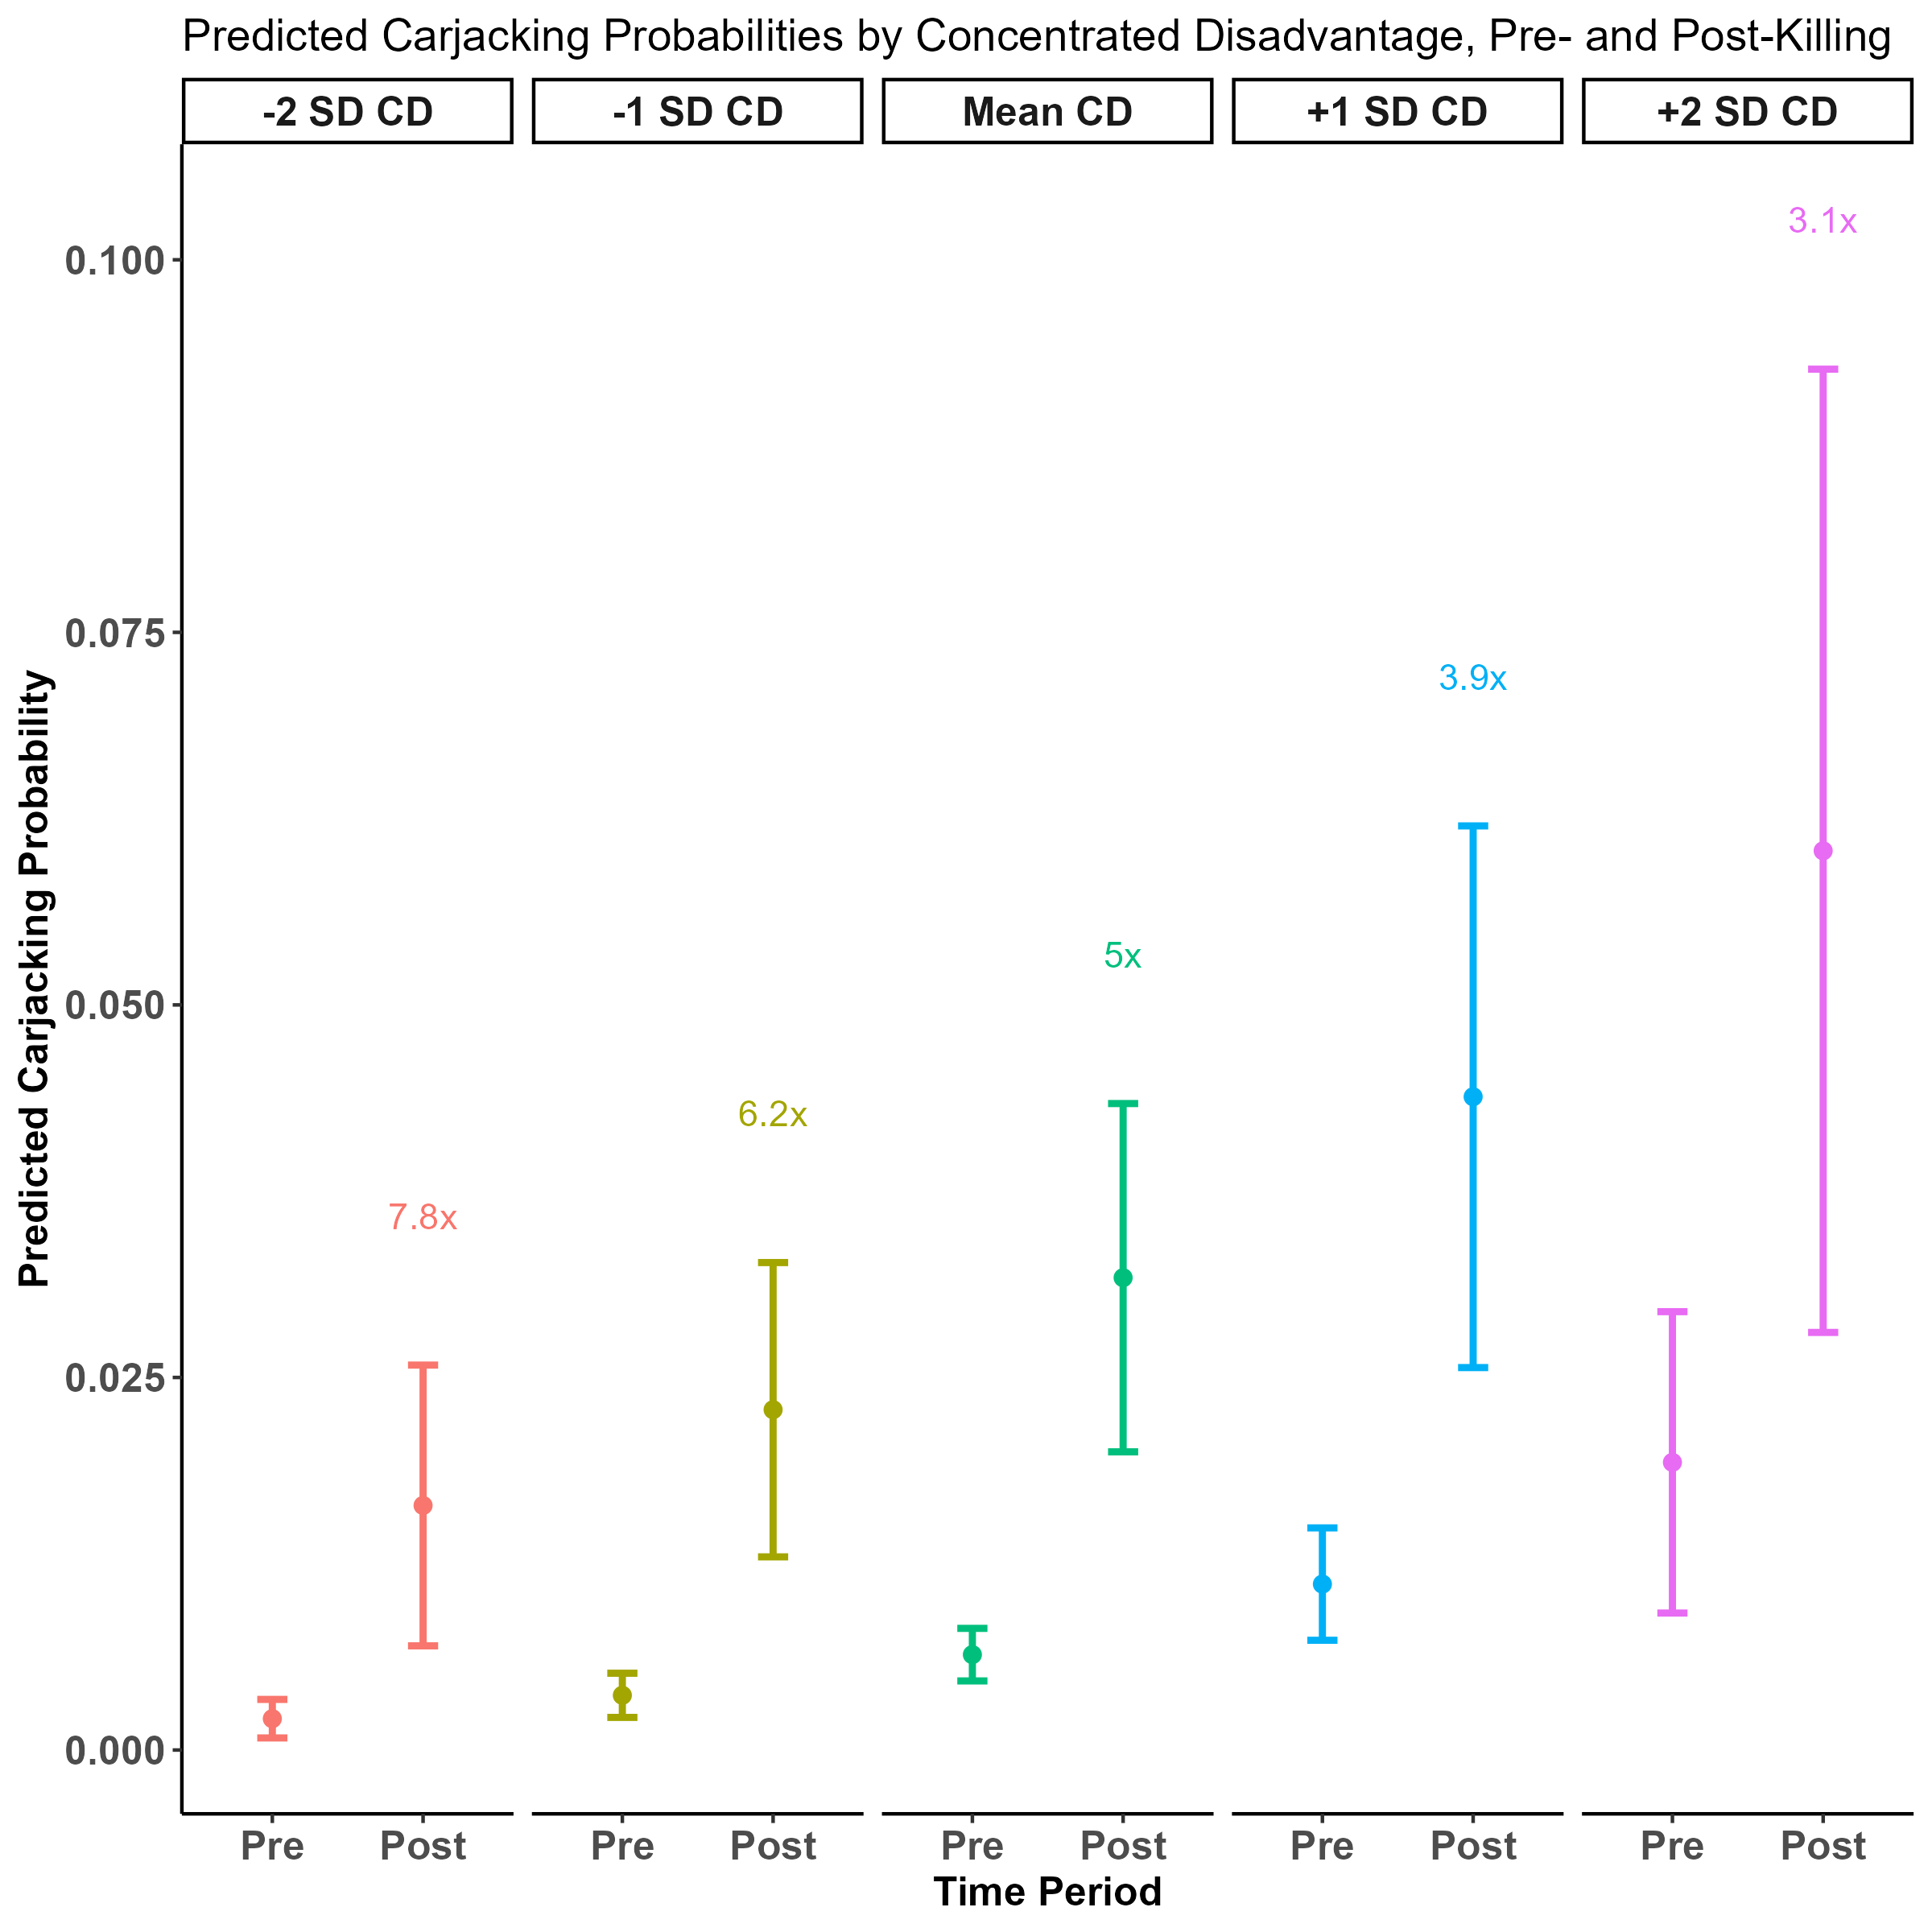 Predicted Carjacking Probabilities by Concentrated Disadvantage, Pre- and Post-Killing
-2 SD CD
-1 SD CD
Mean CD
+1 SD CD
+2 SD CD
Predicted Carjacking Probability
0.100
0.075
0.050
0.025
0.000
7.8x
6.2x
5x
3.9x
3.1x
Pre Post
Pre Post
Pre Post
Pre Post
Pre Post
Time Period